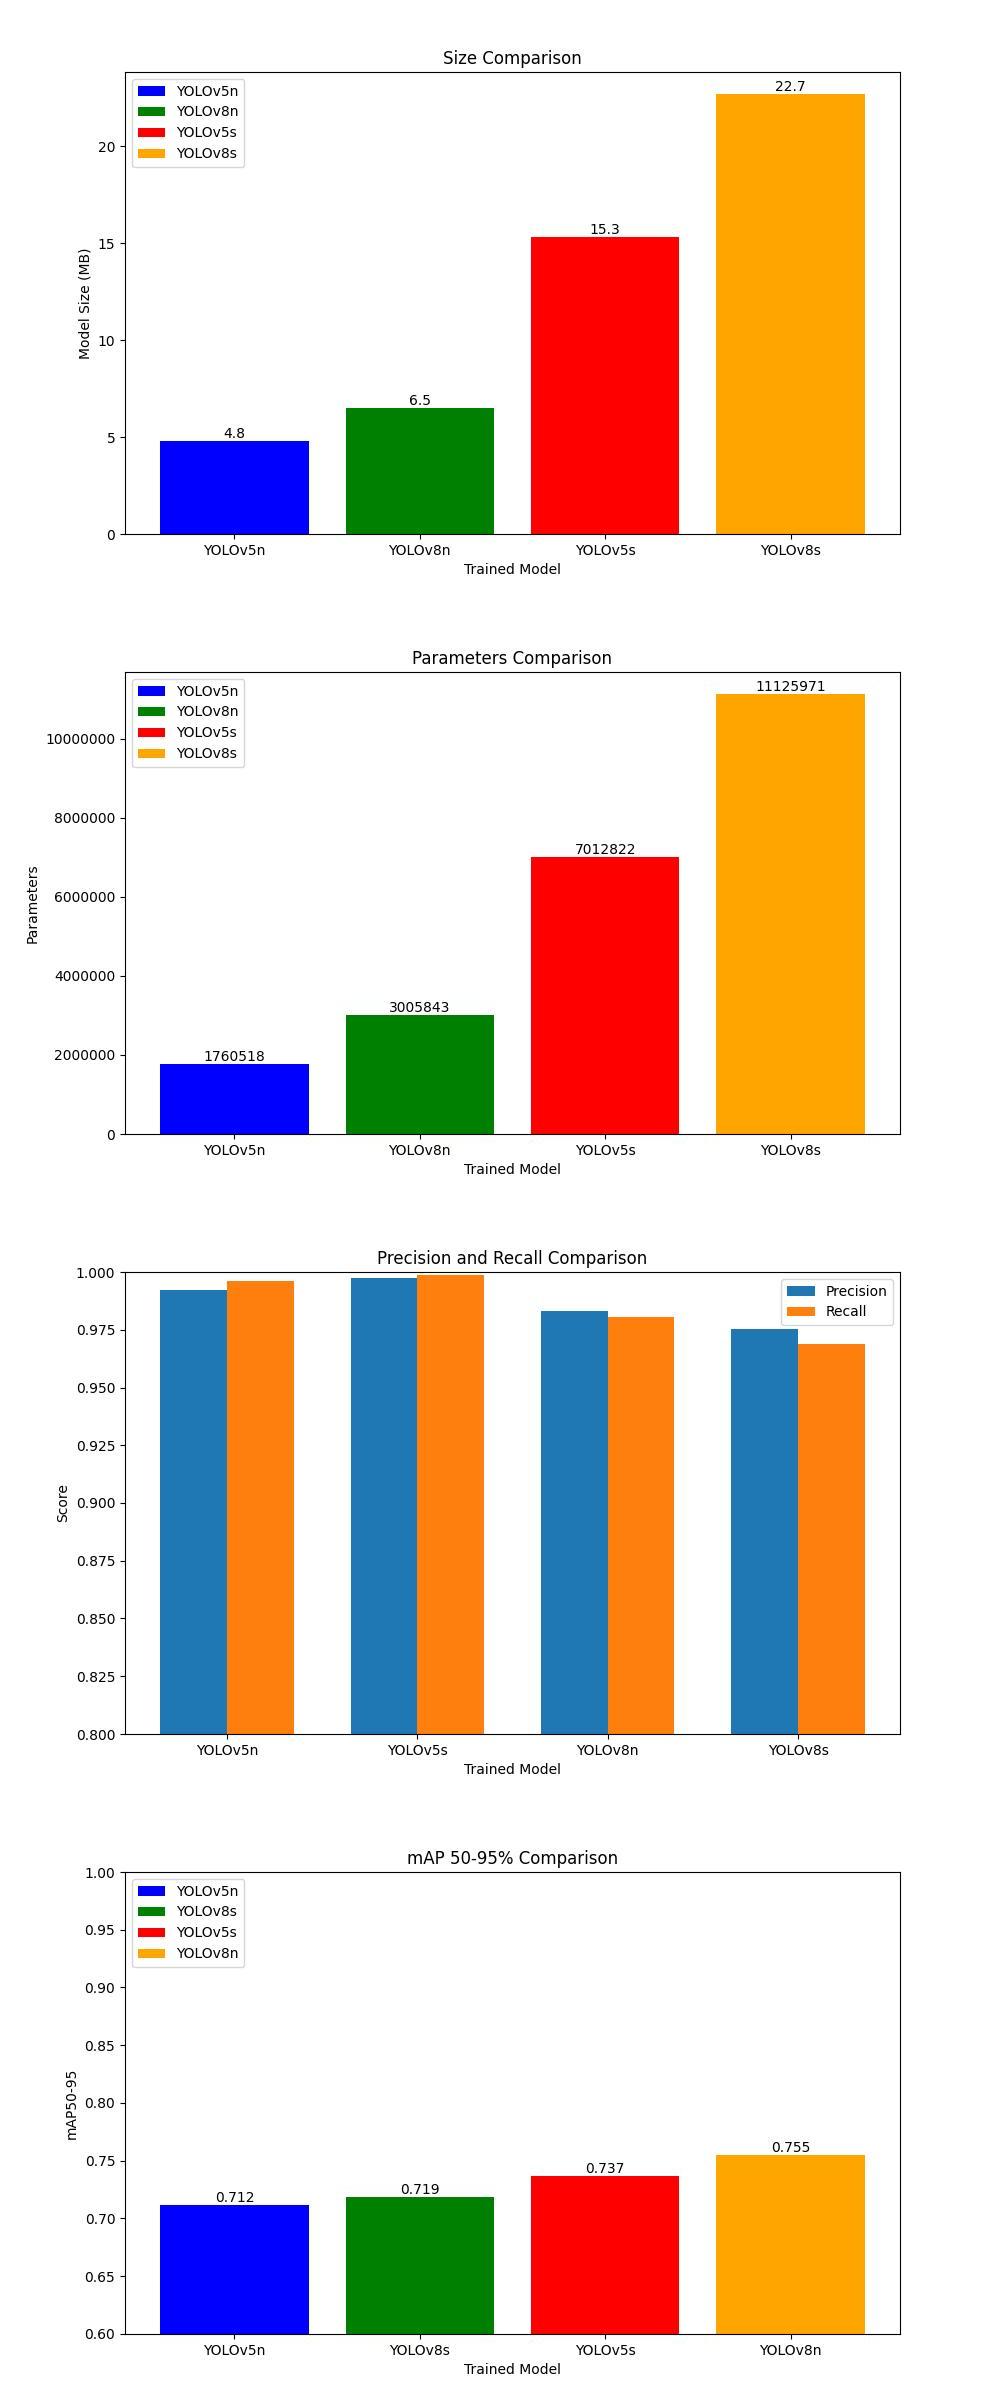 Size Comparison
YOLOv5n
YOLOv8n
YOLOv5s
YOLOv8s
22.7
15.3
6.5
4.8
20
15
10
5
0
Model Size (MB)
YOLOv5n YOLOv8n YOLOv5s YOLOv8s
Trained Model
Parameters Comparison
YOLOv5n
YOLOv8n
YOLOv5s
YOLOv8s
11125971
7012822
3005843
1760518
10000000
8000000
6000000
4000000
2000000
0
Parameters
YOLOv5n YOLOv8n YOLOv5s YOLOv8s
Trained Model
Precision and Recall Comparison
Precision
Recall
1.000
0.975
0.950
0.925
0.900
0.875
0.850
0.825
0.800
Score
YOLOv5n YOLOv5s YOLOv8n YOLOv8s
Trained Model
mAP 50-95% Comparison
YOLOv5n
YOLOv8s
YOLOv5s
YOLOv8n
0.755
0.737
0.719
0.712
1.00
0.95
0.90
0.85
0.80
0.75
0.70
0.65
0.60
mAP50-95
YOLOv5n YOLOv8s YOLOv5s YOLOv8n
Trained Model